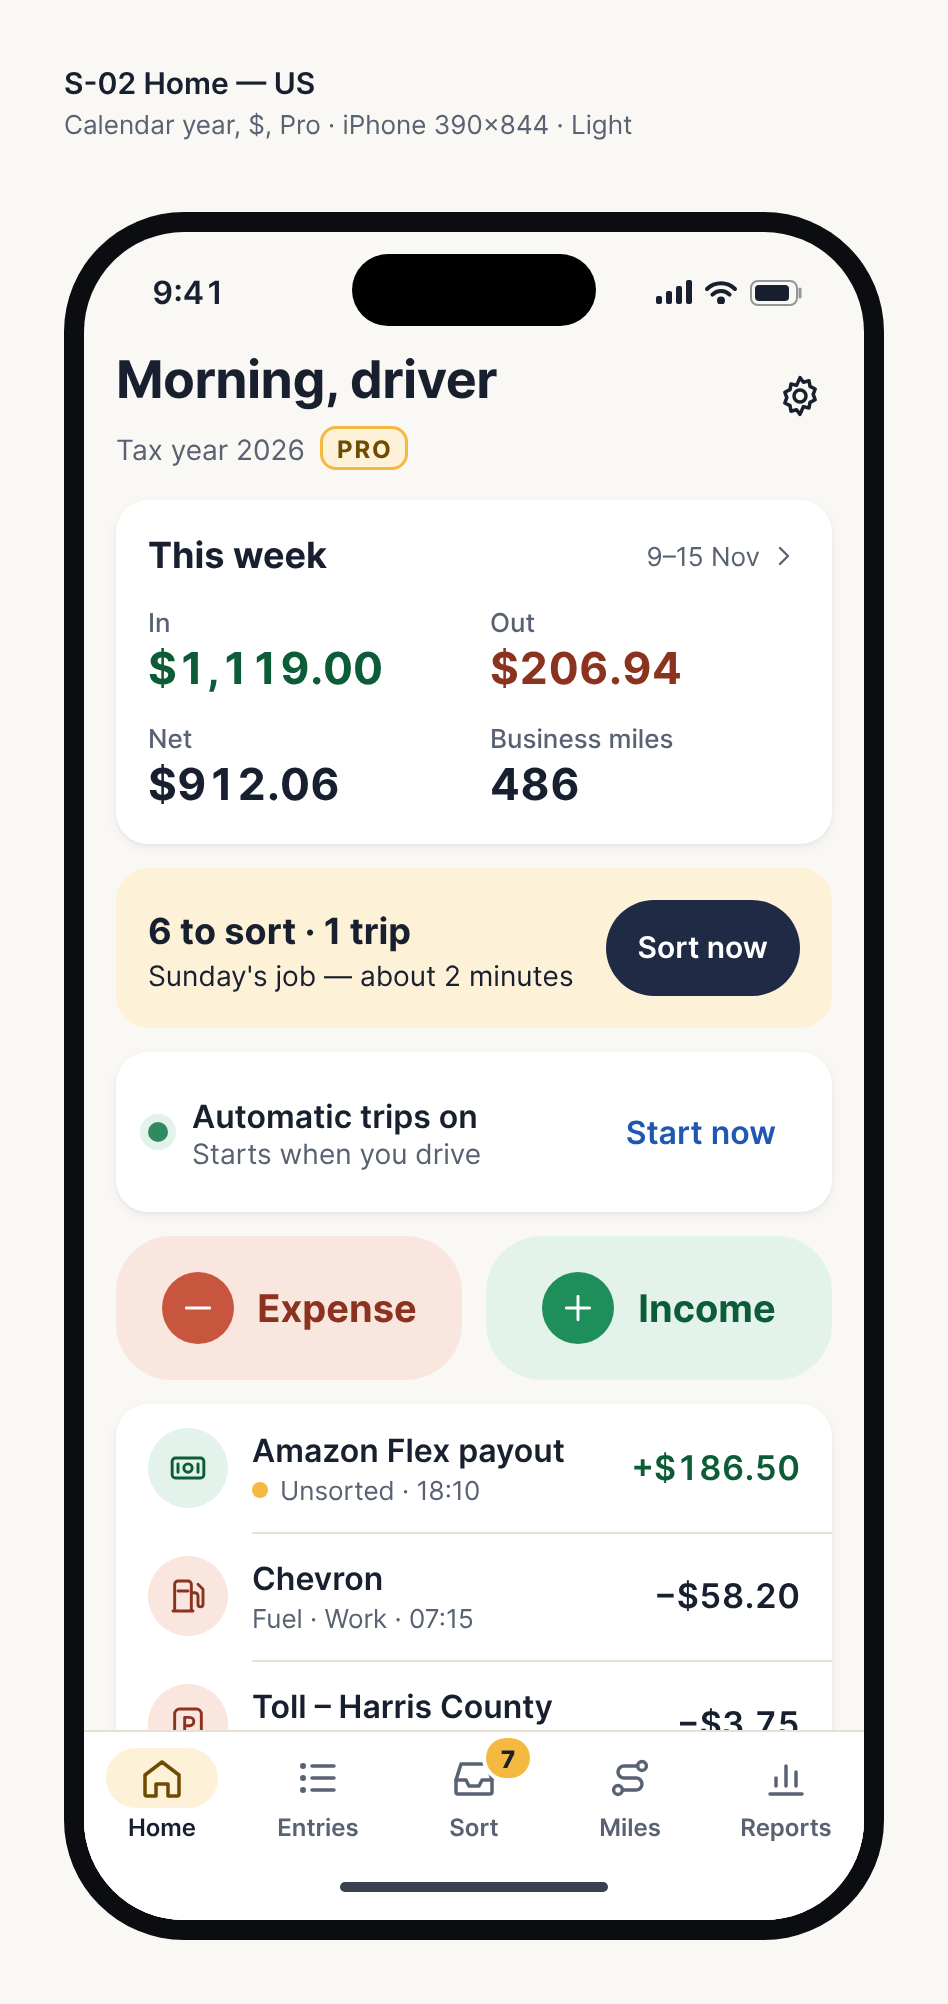 S-02 Home — US
Calendar year, $, Pro · iPhone 390×844 · Light
9:41
Morning, driver
Tax year 2026 PRO
This week 9–15 Nov
In Out
$1,119.00 $206.94
Net Business miles
$912.06 486
6 to sort · 1 trip
Sunday's job — about 2 minutes
Sort now
Automatic trips on
Starts when you drive
Start now
Expense Income
Amazon Flex payout
Unsorted · 18:10
+$186.50
Chevron
Fuel · Work · 07:15
−$58.20
P
Toll – Harris County
−$3.75
7
Home Entries Sort Miles Reports